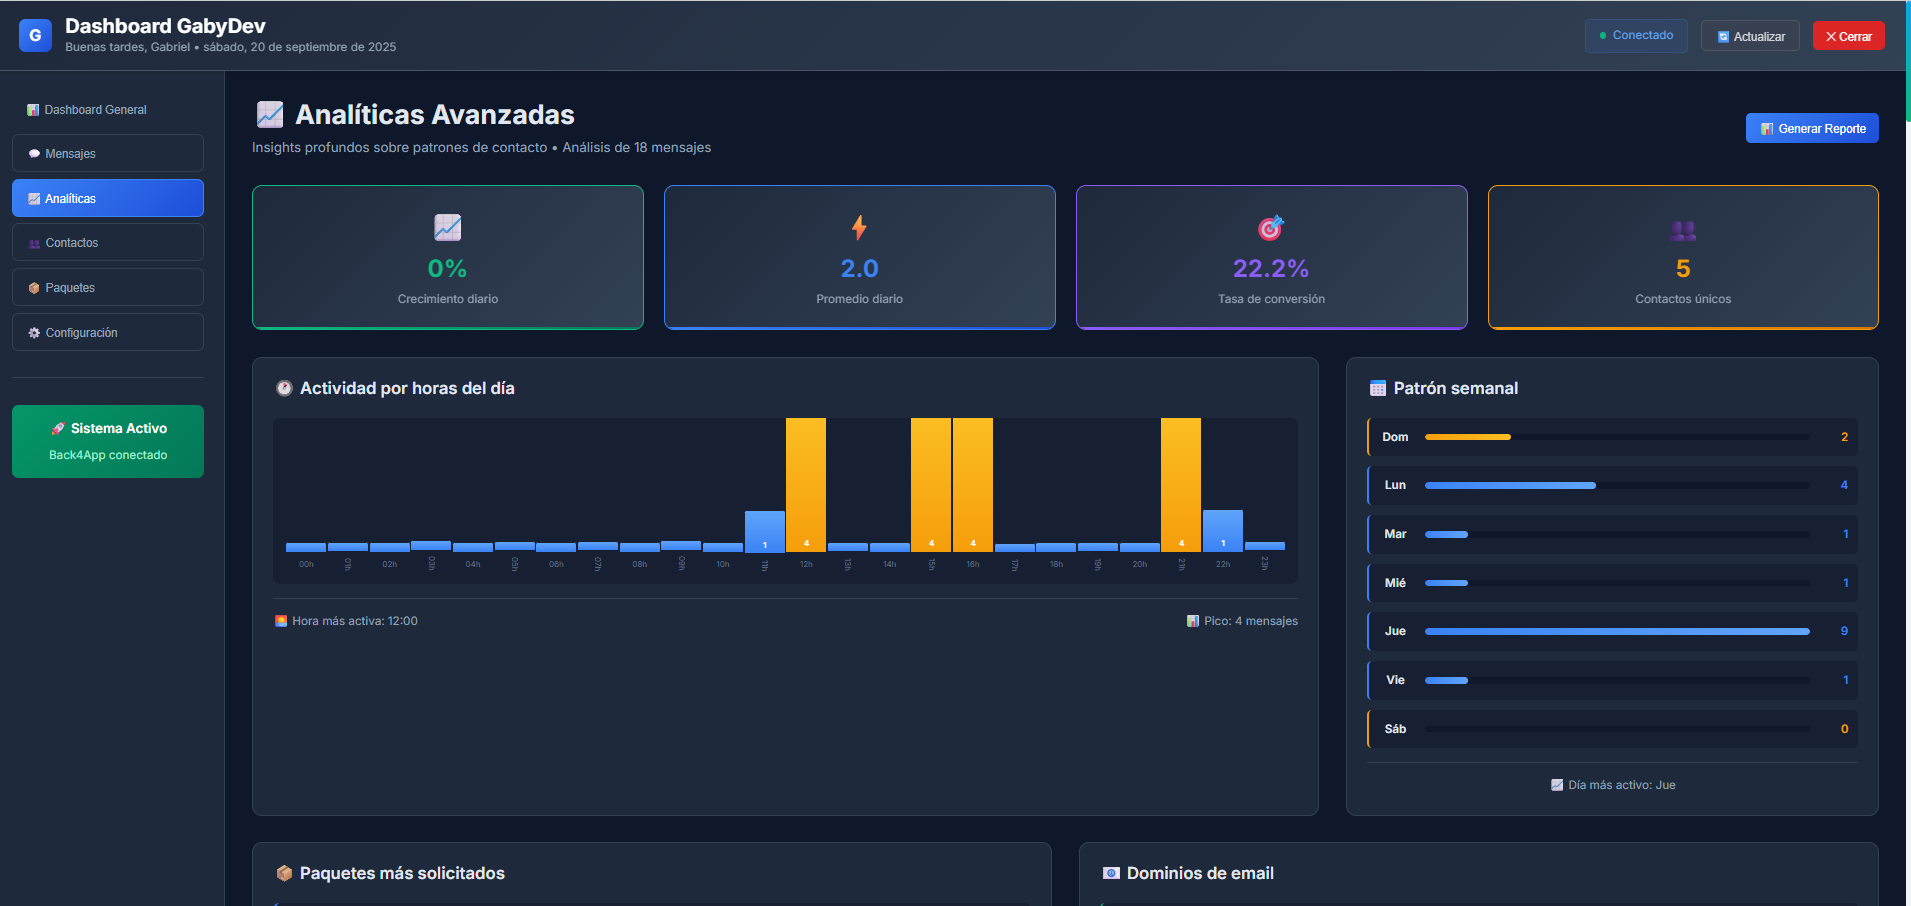 G
Dashboard GabyDev
Buenas tardes, Gabriel • sábado, 20 de septiembre de 2025
Conectado
Actualizar
Cerrar
Dashboard General
Mensajes
Analíticas
Contactos
Paquetes
Configuración
Sistema Activo
Back4App conectado
Analíticas Avanzadas
Insights profundos sobre patrones de contacto • Análisis de 18 mensajes
Generar Reporte
0%
Crecimiento diario
2.0
Promedio diario
22.2%
Tasa de conversión
5
Contactos únicos
Actividad por horas del día
1 4 4 4 4 1
00h 01h 02h 03h 04h 05h 06h 07h 08h 09h 10h 11h 12h 13h 14h 15h 16h 17h 18h 19h 20h 21h 22h 23h
Hora más activa: 12:00
Pico: 4 mensajes
Patrón semanal
Dom 2
Lun 4
Mar 1
Mié 1
Jue 9
Vie 1
Sáb 0
Día más activo: Jue
Paquetes más solicitados
Dominios de email